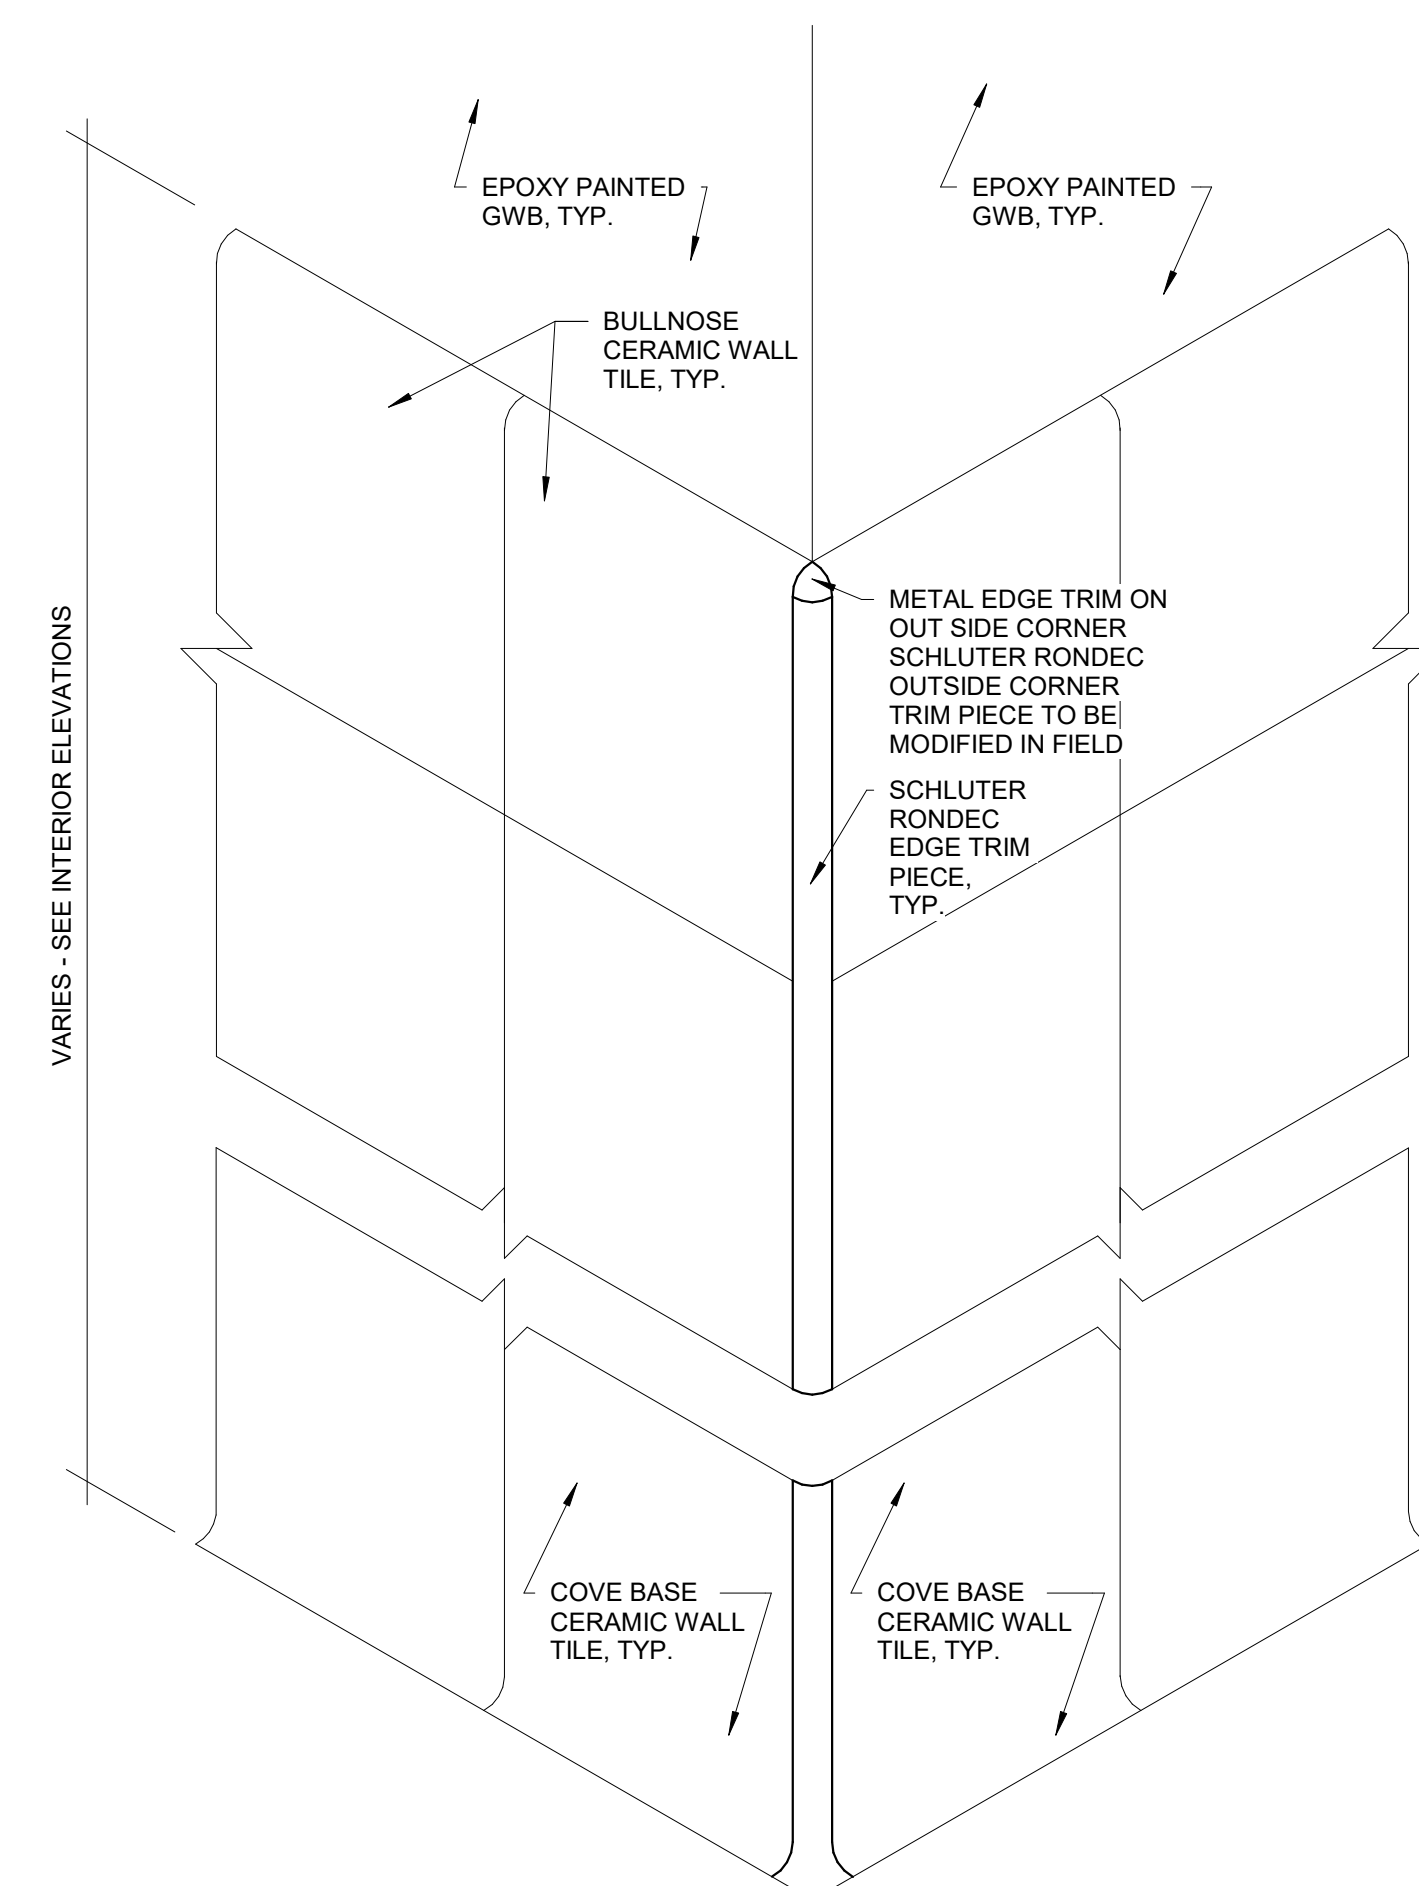 EPOXY PAINTED
GWB, TYP.
EPOXY PAINTED
GWB, TYP.
BULLNOSE
CERAMIC WALL
TILE, TYP.
METAL EDGE TRIM ON
OUT SIDE CORNER
SCHLUTER RONDEC
OUTSIDE CORNER
TRIM PIECE TO BE
MODIFIED IN FIELD
SCHLUTER
RONDEC
EDGE TRIM
PIECE,
TYP.
VARIES - SEE INTERIOR ELEVATIONS
COVE BASE
CERAMIC WALL
TILE, TYP.
COVE BASE
CERAMIC WALL
TILE, TYP.